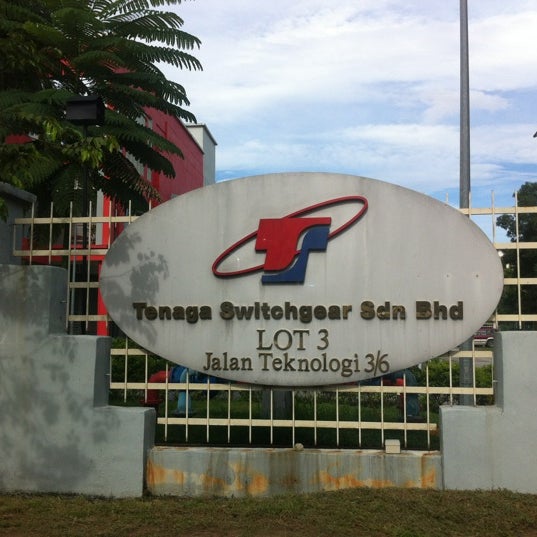 Tenaga Switchgear Sdn Bhd
LOT 3
Jalan Teknologi 3/6